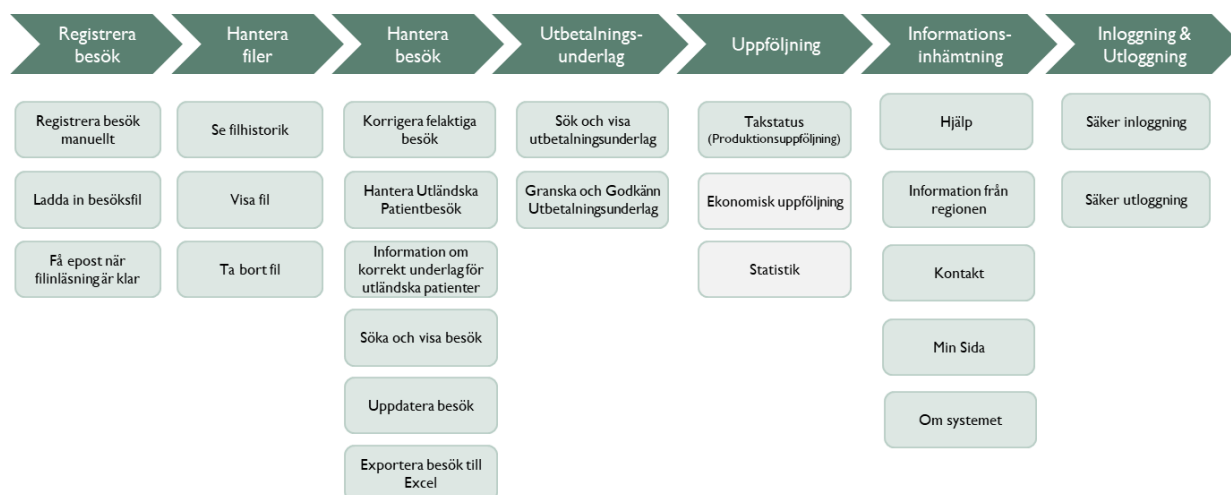 Registrera
besök
Hantera
filer
Hantera
besök
Utbetalnings-
underlag
Uppföljning
Informations-
inhämtning
Inloggning &
Utloggning
Registrera besök
manuellt
Ladda in besöksfil
Få epost när
filinläsning är klar
Se filhistorik
Visa fil
Ta bort fil
Korrigera felaktiga
besök
Hantera Utländska
Patientbesök
Information om
korrekt underlag för
utländska patienter
Söka och visa besök
Uppdatera besök
Exportera besök till
Excel
Sök och visa
utbetalningsunderlag
Granska och Godkänn
Utbetalningsunderlag
Takstatus
(Produktionsuppföljning)
Ekonomisk uppföljning
Statistik
Hjälp
Information från
regionen
Kontakt
Min Sida
Om systemet
Säker inloggning
Säker utloggning